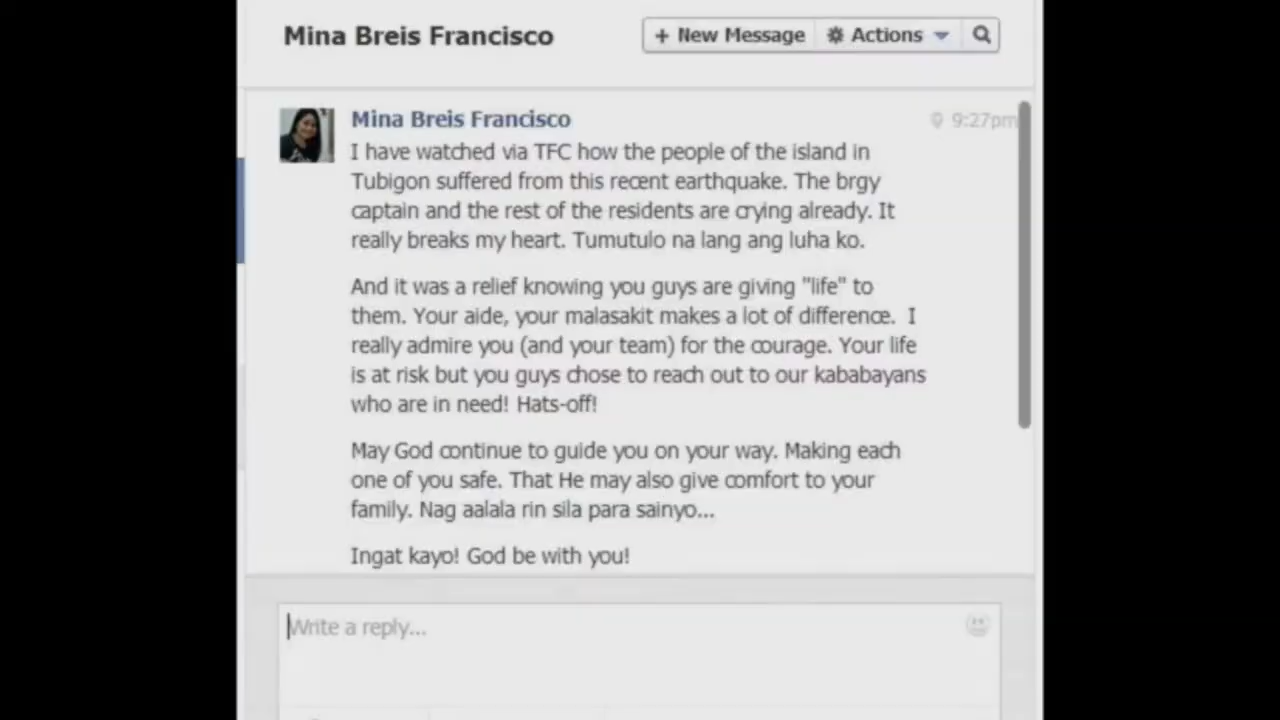 Mina Breis Francisco
+ New Message
Actions
Mina Breis Francisco
9:27pm
I have watched via TFC how the people of the island in
Tubigon suffered from this recent earthquake. The brgy
captain and the rest of the residents are crying already. It
really breaks my heart. Tumutulo na lang ang luha ko.
And it was a relief knowing you guys are giving "life" to
them. Your aide, your malasakit makes a lot of difference. I
really admire you (and your team) for the courage. Your life
is at risk but you guys chose to reach out to our kababayans
who are in need! Hats-off!
May God continue to guide you on your way. Making each
one of you safe. That He may also give comfort to your
family. Nag aalala rin sila para sainyo...
Ingat kayo! God be with you!
Write a reply...